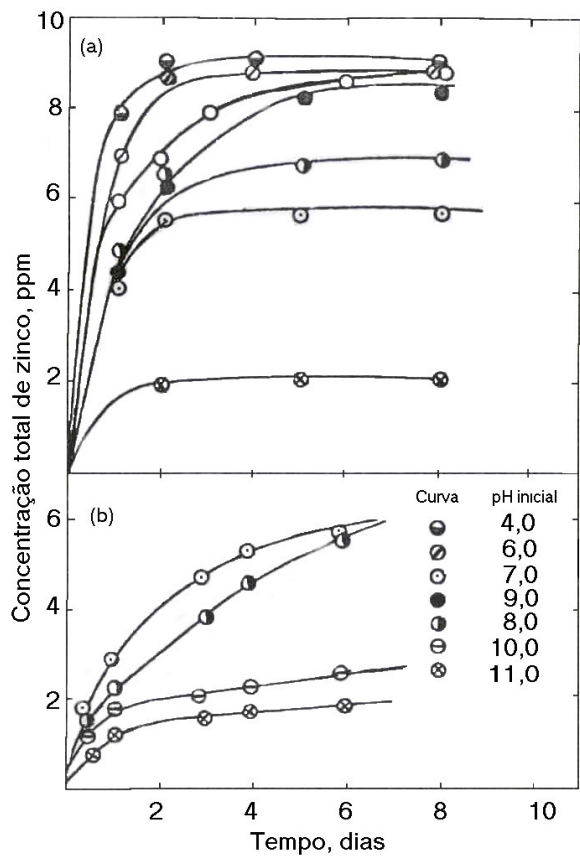 Concentração total de zinco, ppm
10
(a)
8
6
4
2
6
(b)
4
2
Curva pH inicial
4,0
6,0
7,0
9,0
8,0
10,0
11,0
2 4 6 8 10
Tempo, dias